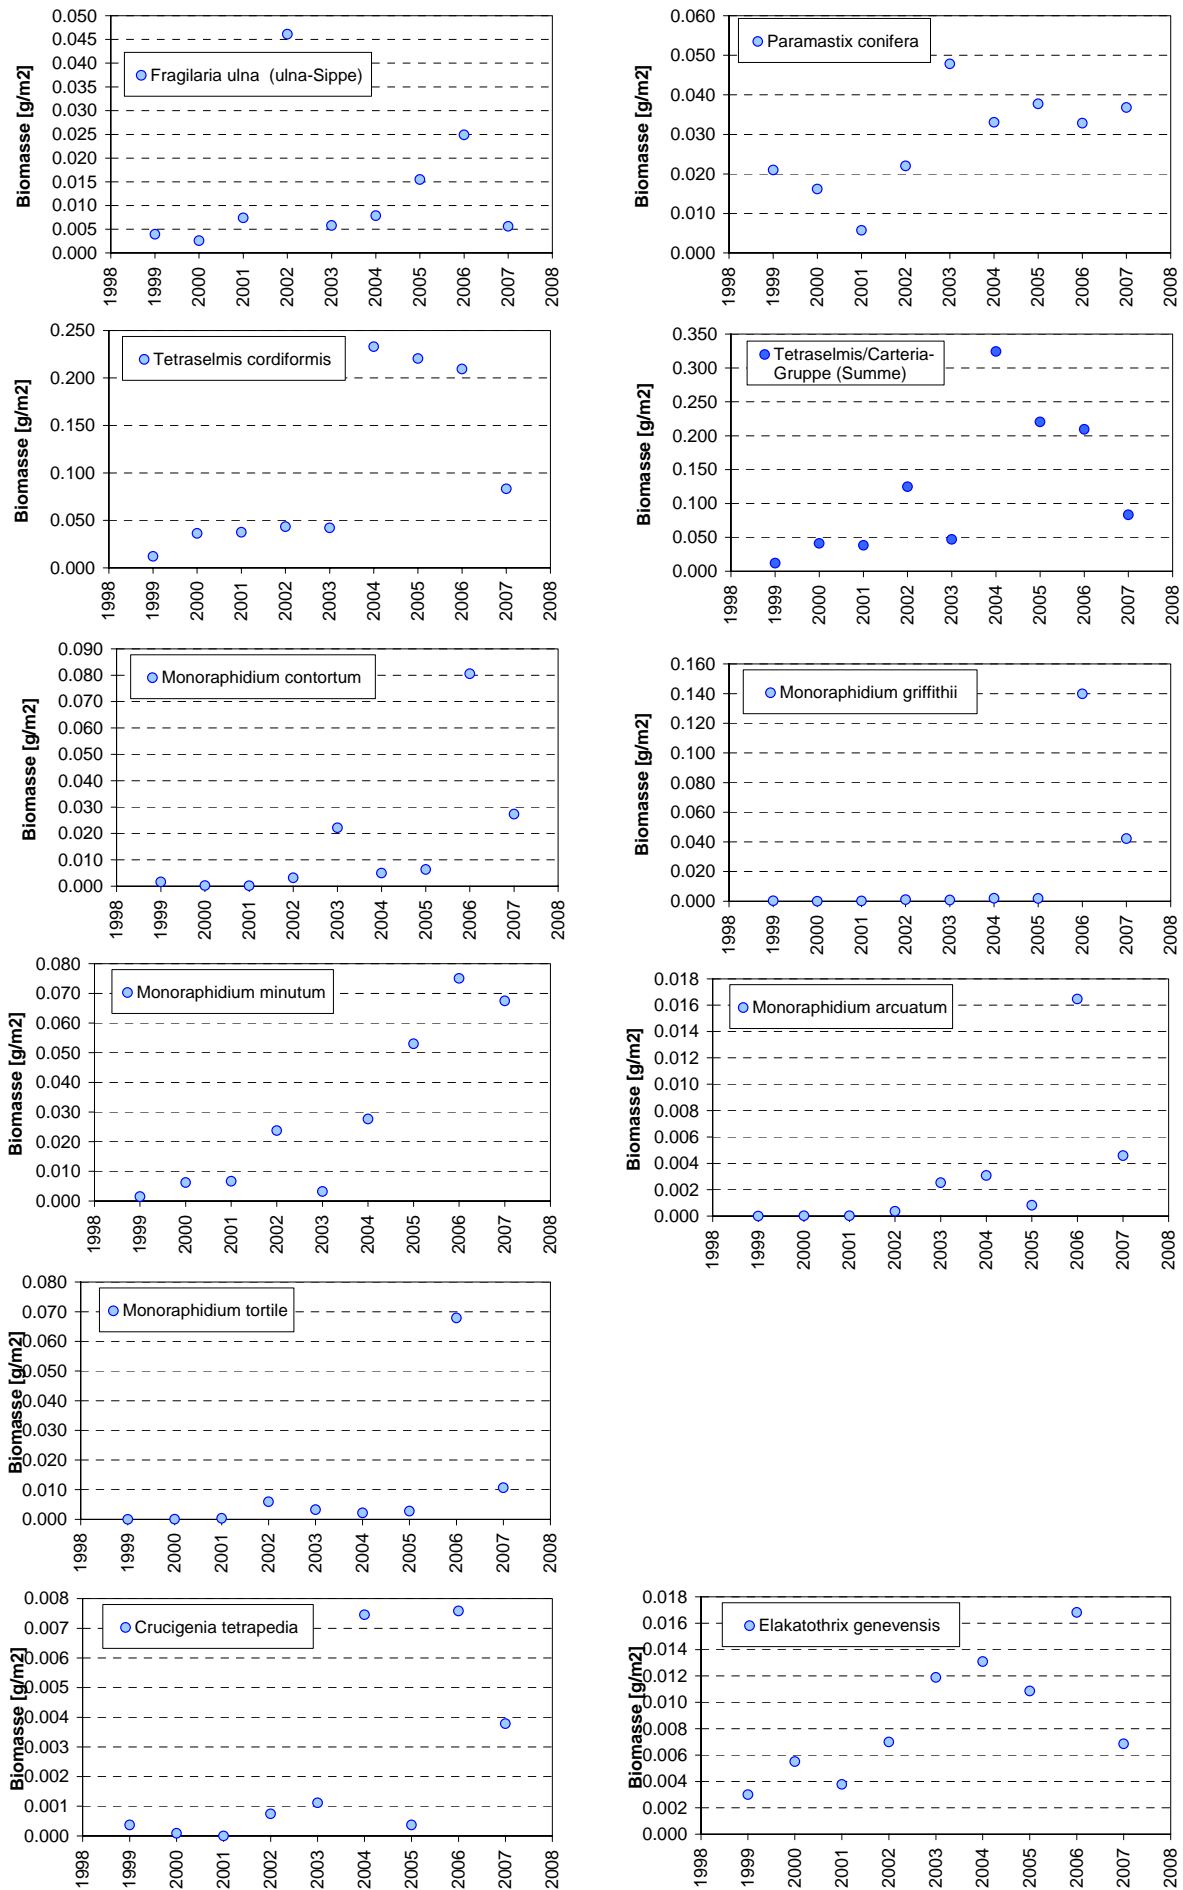 Biomasse [g/m2]
0.050
0.045
0.040
0.035
0.030
0.025
0.020
0.015
0.010
0.005
0.000
Fragilaria ulna (ulna-Sippe)
1998 1999 2000 2001 2002 2003 2004 2005 2006 2007 2008
Biomasse [g/m2]
0.060
0.050
0.040
0.030
0.020
0.010
0.000
Paramastix conifera
1998 1999 2000 2001 2002 2003 2004 2005 2006 2007 2008
Biomasse [g/m2]
0.250
0.200
0.150
0.100
0.050
0.000
Tetraselmis cordiformis
1998 1999 2000 2001 2002 2003 2004 2005 2006 2007 2008
Biomasse [g/m2]
0.350
0.300
0.250
0.200
0.150
0.100
0.050
0.000
Tetraselmis/Carteria-
Gruppe (Summe)
1998 1999 2000 2001 2002 2003 2004 2005 2006 2007 2008
Biomasse [g/m2]
0.090
0.080
0.070
0.060
0.050
0.040
0.030
0.020
0.010
0.000
Monoraphidium contortum
1998 1999 2000 2001 2002 2003 2004 2005 2006 2007 2008
Biomasse [g/m2]
0.160
0.140
0.120
0.100
0.080
0.060
0.040
0.020
0.000
Monoraphidium griffithii
1998 1999 2000 2001 2002 2003 2004 2005 2006 2007 2008
Biomasse [g/m2]
0.080
0.070
0.060
0.050
0.040
0.030
0.020
0.010
0.000
Monoraphidium minutum
1998 1999 2000 2001 2002 2003 2004 2005 2006 2007 2008
Biomasse [g/m2]
0.018
0.016
0.014
0.012
0.010
0.008
0.006
0.004
0.002
0.000
Monoraphidium arcuatum
1998 1999 2000 2001 2002 2003 2004 2005 2006 2007 2008
Biomasse [g/m2]
0.080
0.070
0.060
0.050
0.040
0.030
0.020
0.010
0.000
Monoraphidium tortile
1998 1999 2000 2001 2002 2003 2004 2005 2006 2007 2008
Biomasse [g/m2]
0.008
0.007
0.006
0.005
0.004
0.003
0.002
0.001
0.000
Crucigenia tetrapedia
1998 1999 2000 2001 2002 2003 2004 2005 2006 2007 2008
Biomasse [g/m2]
0.018
0.016
0.014
0.012
0.010
0.008
0.006
0.004
0.002
0.000
Elakatothrix genevensis
1998 1999 2000 2001 2002 2003 2004 2005 2006 2007 2008